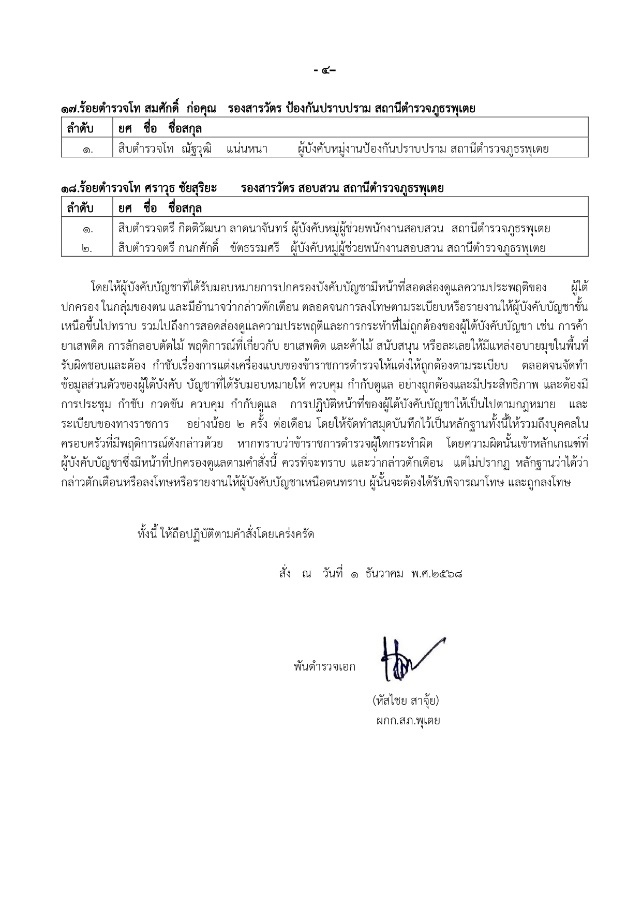 - ๔–
๑๗.ร้อยตำรวจโท สมศักดิ์ ก่อคุณ รองสารวัตร ป้องกันปราบปราม สถานีตำรวจภูธรพุเตย
ลำดับ ยศ ชื่อ ชื่อสกุล
๑. สิบตำรวจโท ณัฐวุฒิ แน่นหนา ผู้บังคับหมู่งานป้องกันปราบปราม สถานีตำรวจภูธรพุเตย
๑๘.ร้อยตำรวจโท ศราวุธ ชัยสุริยะ รองสารวัตร สอบสวน สถานีตำรวจภูธรพุเตย
ลำดับ ยศ ชื่อ ชื่อสกุล
๑. สิบตำรวจตรี กิตติวัฒนา ลาดนาจันทร์ ผู้บังคับหมู่ผู้ช่วยพนักงานสอบสวน สถานีตำรวจภูธรพุเตย
๒. สิบตำรวจตรี กนกศักดิ์ ขัตธรรมศรี ผู้บังคับหมู่ผู้ช่วยพนักงานสอบสวน สถานีตำรวจภูธรพุเตย
โดยให้ผู้บังคับบัญชาที่ได้รับมอบหมายการปกครองบังคับบัญชามีหน้าที่สอดส่องดูแลความประพฤติของ ผู้ใต้
ปกครอง ในกลุ่มของตน และมีอำนาจว่ากล่าวตักเตือน ตลอดจนการลงโทษตามระเบียบหรือรายงานให้ผู้บังคับบัญชาชั้น
เหนือขึ้นไปทราบ รวมไปถึงการสอดส่องดูแลความประพฤติและการกระทำที่ไม่ถูกต้องของผู้ใต้บังคับบัญชา เช่น การค้า
ยาเสพติด การลักลอบตัดไม้ พฤติการณ์ที่เกี่ยวกับ ยาเสพติด และค้าไม้ สนับสนุน หรือละเลยให้มีแหล่งอบายมุขในพื้นที่
รับผิดชอบและต้อง กำชับเรื่องการแต่งเครื่องแบบของข้าราชการตำรวจให้แต่งให้ถูกต้องตามระเบียบ ตลอดจนจัดทำ
ข้อมูลส่วนตัวของผู้ใต้บังคับ บัญชาที่ได้รับมอบหมายให้ ควบคุม กำกับดูแล อย่างถูกต้องและมีประสิทธิภาพ และต้องมี
การประชุม กำชับ กวดขัน ควบคุม กำกับดูแล การปฏิบัติหน้าที่ของผู้ใต้บังคับบัญชาให้เป็นไปตามกฎหมาย และ
ระเบียบของทางราชการ อย่างน้อย ๒ ครั้ง ต่อเดือน โดยให้จัดทำสมุดบันทึกไว้เป็นหลักฐานทั้งนี้ให้รวมถึงบุคคลใน
ครอบครัวที่มีพฤติการณ์ดังกล่าวด้วย หากทราบว่าข้าราชการตำรวจผู้ใดกระทำผิด โดยความผิดนั้นเข้าหลักเกณฑ์ที่
ผู้บังคับบัญชาซึ่งมีหน้าที่ปกครองดูแลตามคำสั่งนี้ ควรที่จะทราบ และว่ากล่าวตักเตือน แต่ไม่ปรากฏ หลักฐานว่าได้ว่า
กล่าวตักเตือนหรือลงโทษหรือรายงานให้ผู้บังคับบัญชาเหนือตนทราบ ผู้นั้นจะต้องได้รับพิจารณาโทษ และถูกลงโทษ
ทั้งนี้ ให้ถือปฏิบัติตามคำสั่งโดยเคร่งครัด
สั่ง ณ วันที่ ๑ ธันวาคม พ.ศ.๒๕๖๘
พันตำรวจเอก
(หัสไชย สาจุ้ย)
ผกก.สภ.พุเตย